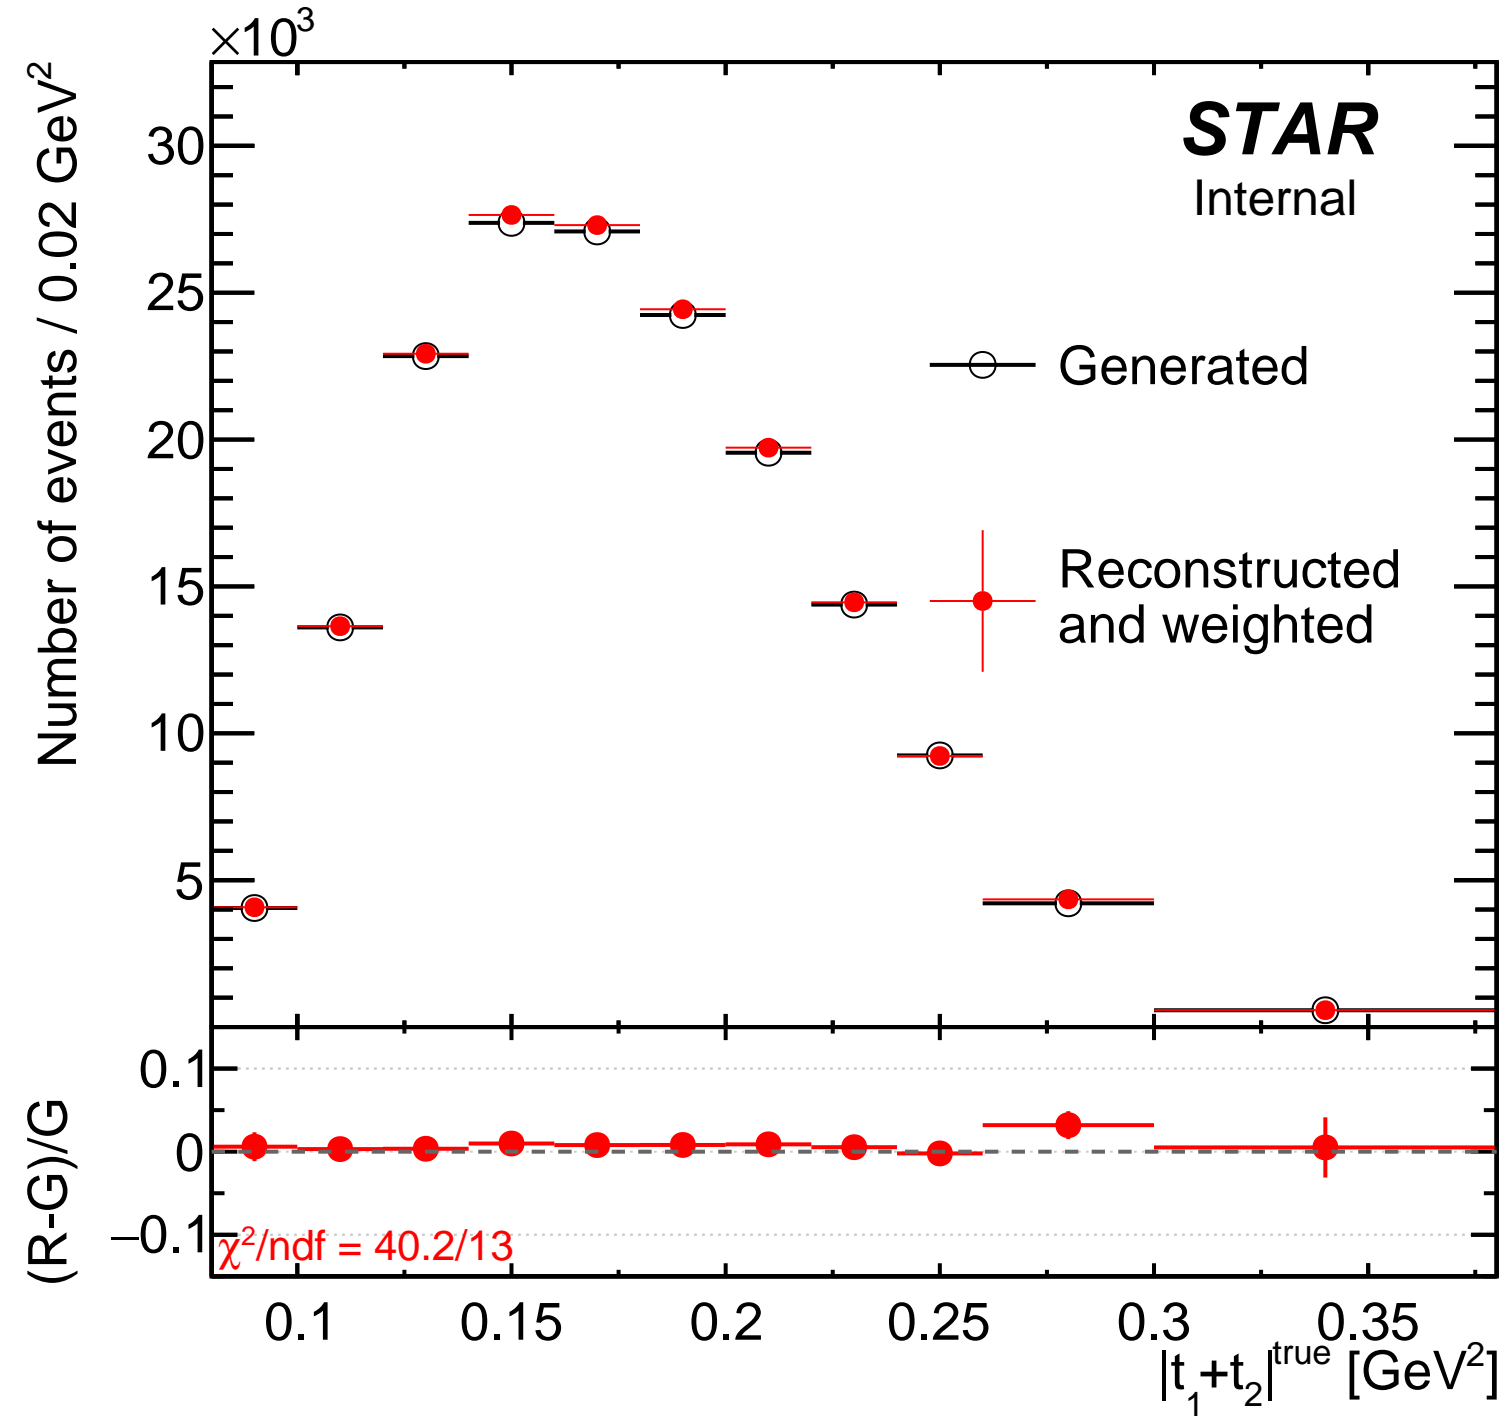 ×10³
Number of events / 0.02 GeV²
30
25
20
15
10
5
STAR
Internal
Generated
Reconstructed
and weighted
(R-G)/G
0.1
0
−0.1
χ²/ndf = 40.2/13
0.1 0.15 0.2 0.25 0.3 0.35
|t₁+t₂|^true [GeV²]